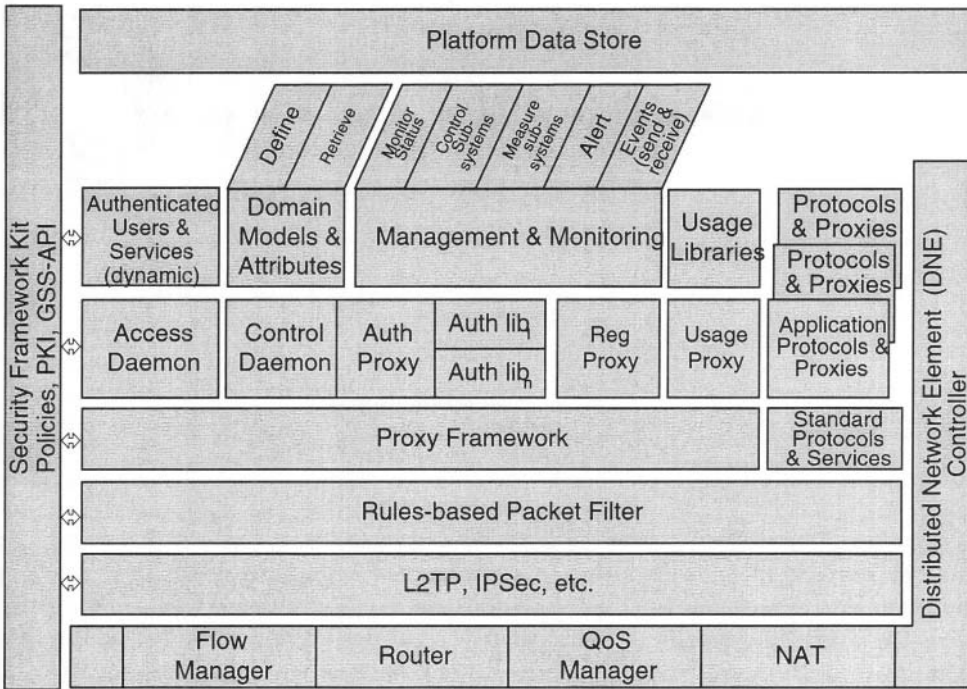 Platform Data Store
Define
Retrieve
Monitor
Status
Control
Sub-
systems
Measure
sub-
systems
Alert
Events
(send &
receive)
Security Framework Kit
Policies, PKI, GSS-API
Authenticated
Users &
Services
(dynamic)
Domain
Models &
Attributes
Management & Monitoring
Usage
Libraries
Protocols
& Proxies
Protocols
& Proxies
Access
Daemon
Control
Daemon
Auth
Proxy
Auth lib1
Auth libn
Reg
Proxy
Usage
Proxy
Application
Protocols &
Proxies
Proxy Framework
Standard
Protocols
& Services
Rules-based Packet Filter
L2TP, IPSec, etc.
Distributed Network Element (DNE)
Controller
Flow
Manager
Router
QoS
Manager
NAT